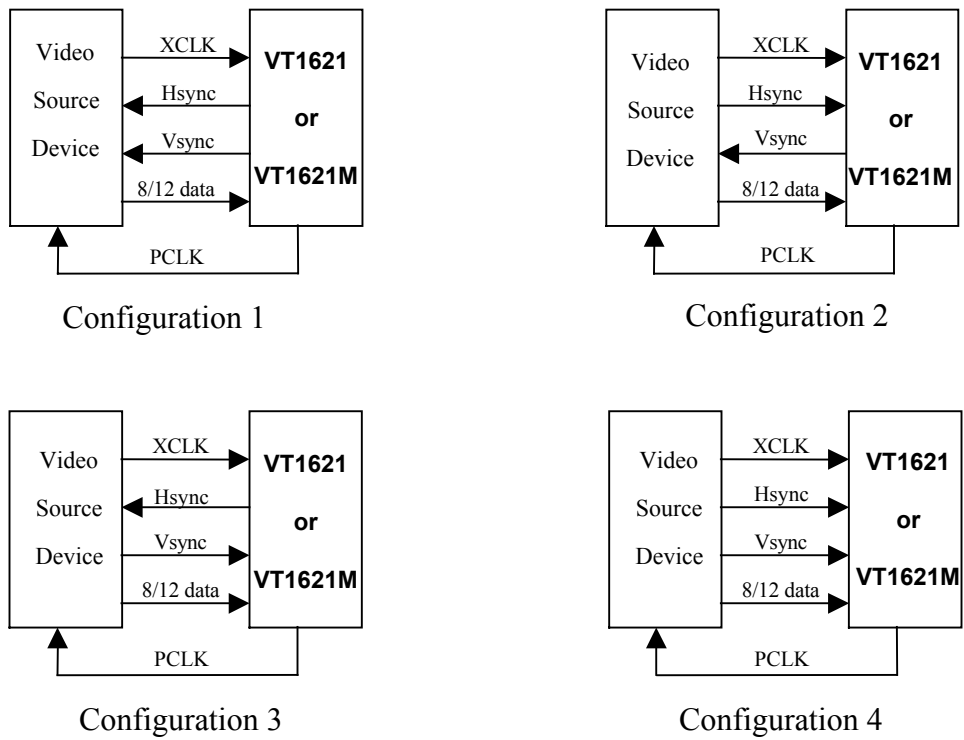 Video
Source
Device
XCLK
Hsync
Vsync
8/12 data
VT1621
or
VT1621M
PCLK
Configuration 1
Video
Source
Device
XCLK
Hsync
Vsync
8/12 data
VT1621
or
VT1621M
PCLK
Configuration 2
Video
Source
Device
XCLK
Hsync
Vsync
8/12 data
VT1621
or
VT1621M
PCLK
Configuration 3
Video
Source
Device
XCLK
Hsync
Vsync
8/12 data
VT1621
or
VT1621M
PCLK
Configuration 4